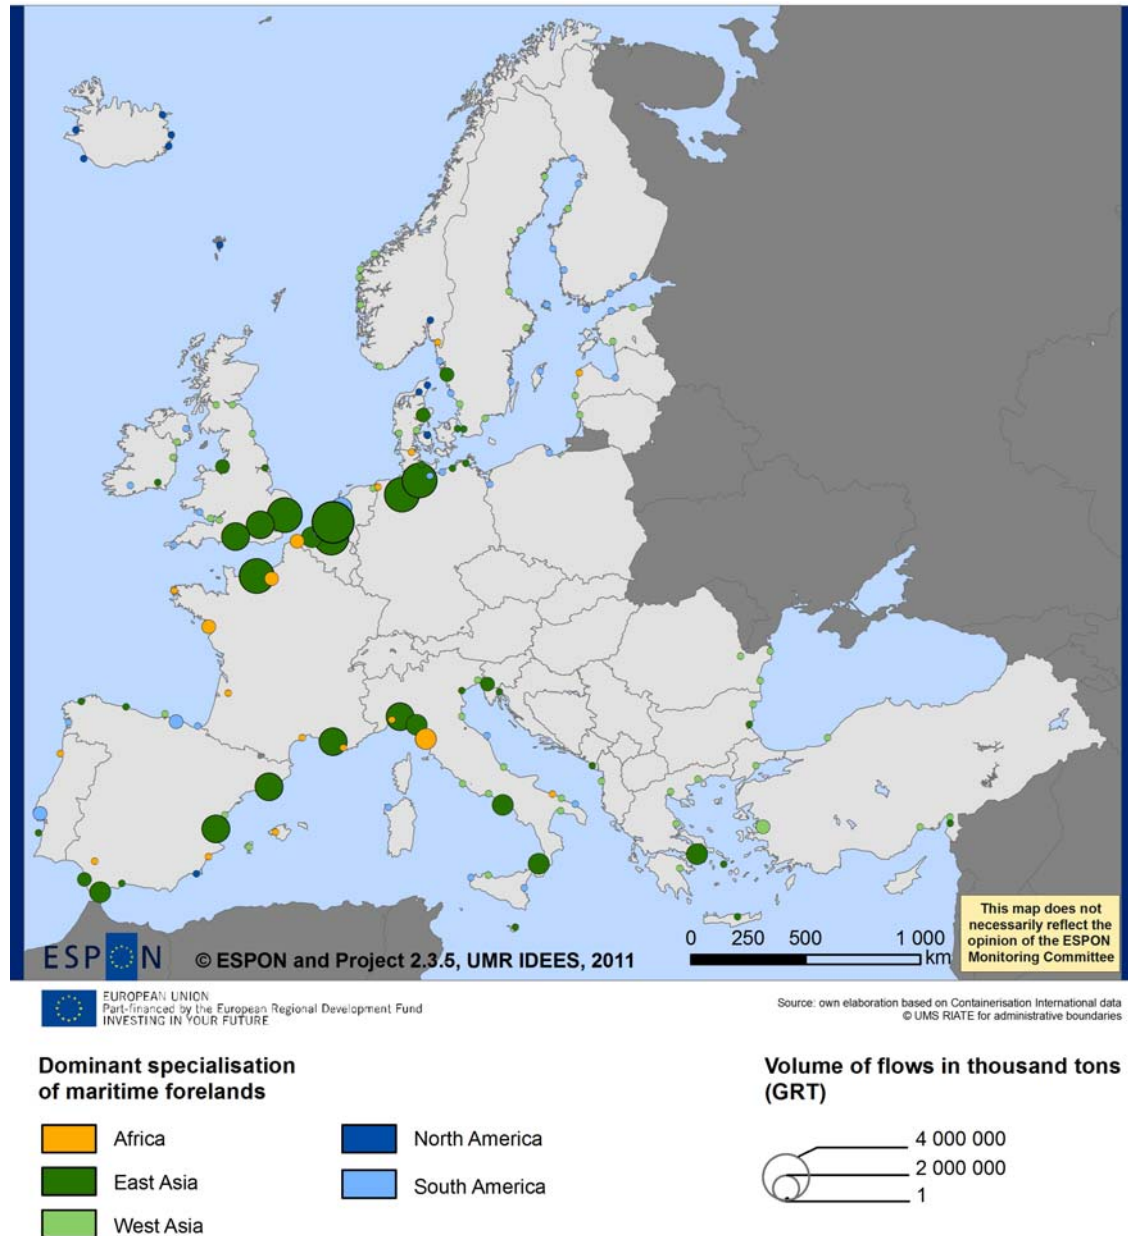 This map does not
necessarily reflect the
opinion of the ESPON
Monitoring Committee
0 250 500 1 000
km
ESPON
© ESPON and Project 2.3.5, UMR IDEES, 2011
EUROPEAN UNION
Part-financed by the European Regional Development Fund
INVESTING IN YOUR FUTURE
Source: own elaboration based on Containerisation International data
© UMS RIATE for administrative boundaries
Dominant specialisation
of maritime forelands
Africa
East Asia
West Asia
North America
South America
Volume of flows in thousand tons
(GRT)
4 000 000
2 000 000
1